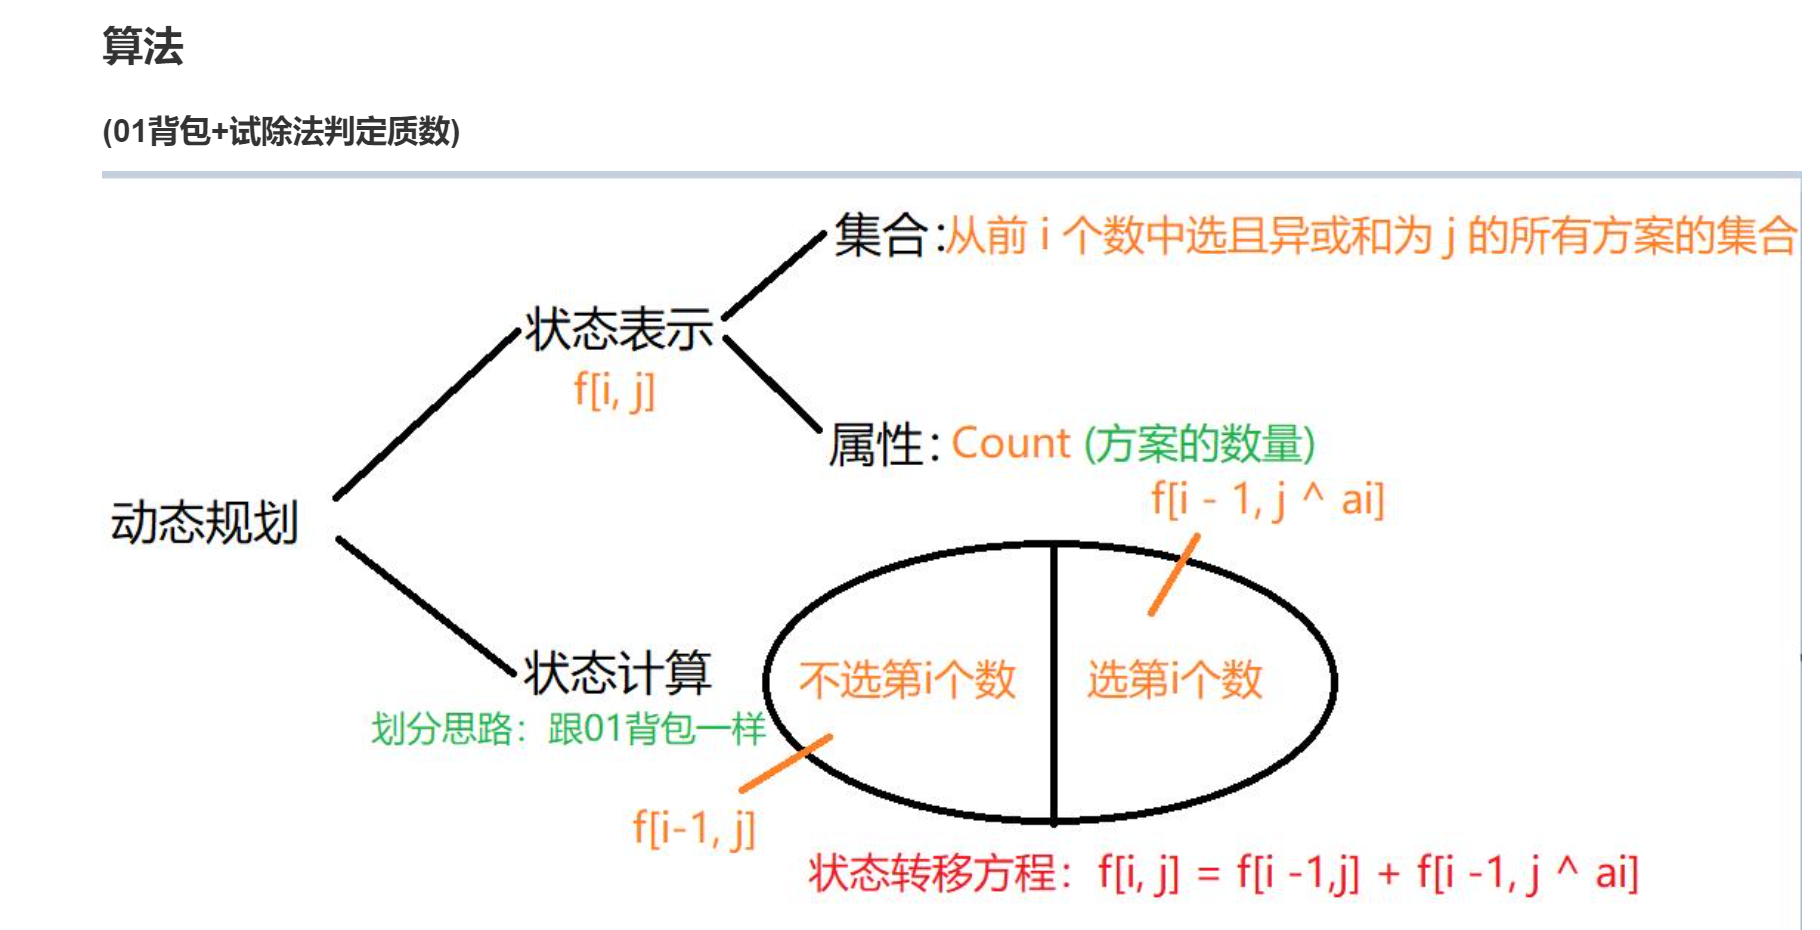 算法
(01背包+试除法判定质数)
集合:从前 i 个数中选且异或和为 j 的所有方案的集合
状态表示
f[i, j]
属性: Count (方案的数量)
f[i - 1, j ^ ai]
动态规划
状态计算
不选第i个数
选第i个数
划分思路：跟01背包一样
f[i-1, j]
状态转移方程：f[i, j] = f[i -1,j] + f[i -1, j ^ ai]